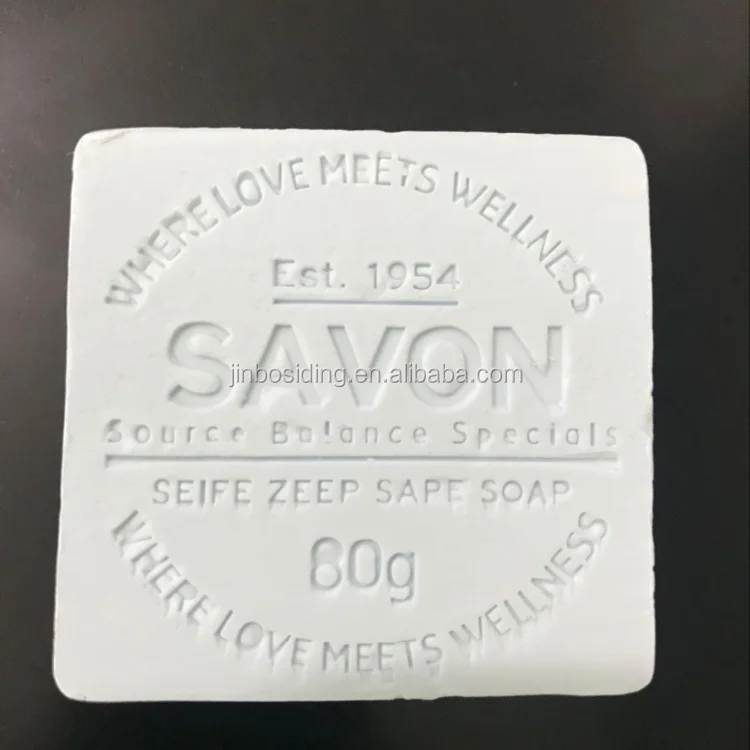 WHERE LOVE MEETS WELLNESS
Est. 1954
SAVON
jinbosiding.en.alibaba.com
Source Balance Specials
SEIFE ZEEP SAPE SOAP
80g
WHERE LOVE MEETS WELLNESS